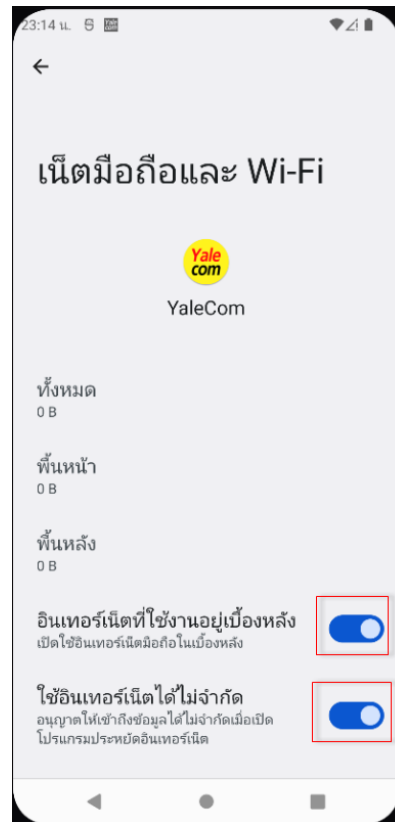 23:14 น.
เน็ตมือถือและ Wi-Fi
Yale
com
YaleCom
ทั้งหมด
0 B
พื้นหน้า
0 B
พื้นหลัง
0 B
อินเทอร์เน็ตที่ใช้งานอยู่เบื้องหลัง
เปิดใช้อินเทอร์เน็ตมือถือในเบื้องหลัง
ใช้อินเทอร์เน็ตได้ไม่จำกัด
อนุญาตให้เข้าถึงข้อมูลได้ไม่จำกัดเมื่อเปิด
โปรแกรมประหยัดอินเทอร์เน็ต